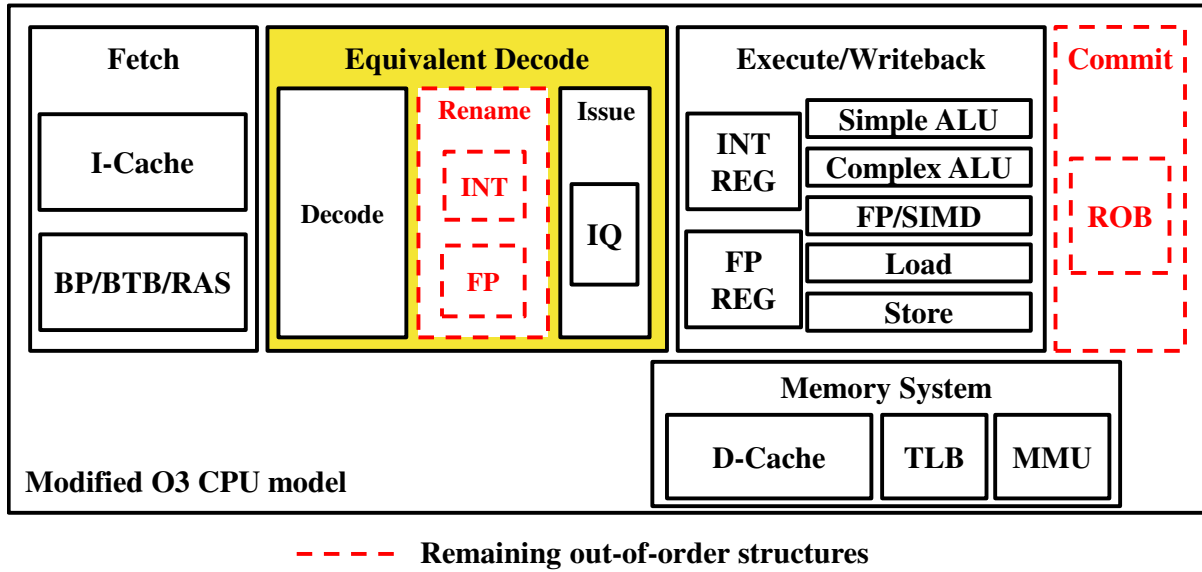 Fetch
I-Cache
BP/BTB/RAS
Equivalent Decode
Decode
Rename
INT
FP
Issue
IQ
Execute/Writeback
INT
REG
FP
REG
Simple ALU
Complex ALU
FP/SIMD
Load
Store
Commit
ROB
Memory System
D-Cache
TLB
MMU
Modified O3 CPU model
Remaining out-of-order structures